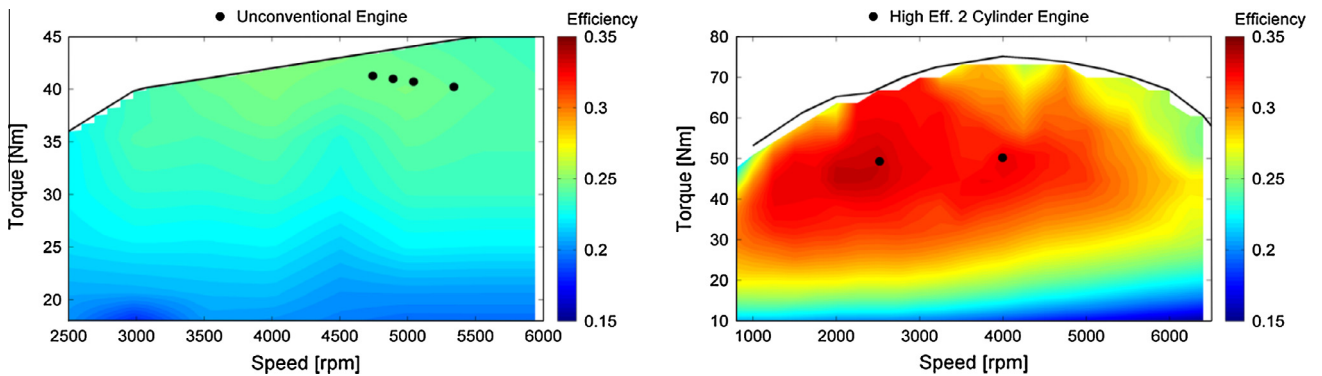 Unconventional Engine
Efficiency
45
40
35
30
25
20
Torque [Nm]
2500 3000 3500 4000 4500 5000 5500 6000
Speed [rpm]
0.35
0.3
0.25
0.2
0.15
High Eff. 2 Cylinder Engine
Efficiency
80
70
60
50
40
30
20
10
Torque [Nm]
1000 2000 3000 4000 5000 6000
Speed [rpm]
0.35
0.3
0.25
0.2
0.15